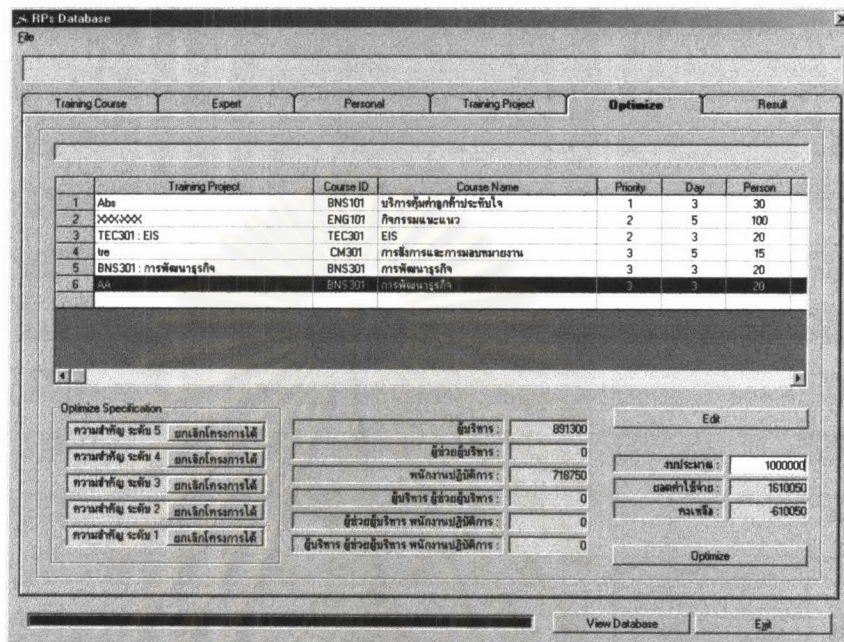 RPs Database
File
Training Course Expert Personal Training Project Optimize Result
Training Project Course ID Course Name Priority Day Person
1 Abs BNS101 บริการคุ้มค่าลูกค้าประทับใจ 1 3 30
2 XXXXXXX ENG101 กิจกรรมแนะแนว 2 5 100
3 TEC301 : EIS TEC301 EIS 2 3 20
4 tre CM301 การสั่งการและการมอบหมายงาน 3 5 15
5 BNS301 : การพัฒนาธุรกิจ BNS301 การพัฒนาธุรกิจ 3 3 20
6 AA BNS301 การพัฒนาธุรกิจ 3 3 20
Optimize Specification
ความสำคัญ ระดับ 5 ยกเลิกโครงการได้
ความสำคัญ ระดับ 4 ยกเลิกโครงการได้
ความสำคัญ ระดับ 3 ยกเลิกโครงการได้
ความสำคัญ ระดับ 2 ยกเลิกโครงการได้
ความสำคัญ ระดับ 1 ยกเลิกโครงการได้
ผู้บริหาร : 891300
ผู้ช่วยผู้บริหาร : 0
พนักงานปฏิบัติการ : 718750
ผู้บริหาร ผู้ช่วยผู้บริหาร : 0
ผู้ช่วยผู้บริหาร พนักงานปฏิบัติการ : 0
ผู้บริหาร ผู้ช่วยผู้บริหาร พนักงานปฏิบัติการ : 0
Edit
งบประมาณ : 1000000
ยอดค่าใช้จ่าย : 1610050
คงเหลือ : -610050
Optimize
View Database Exit